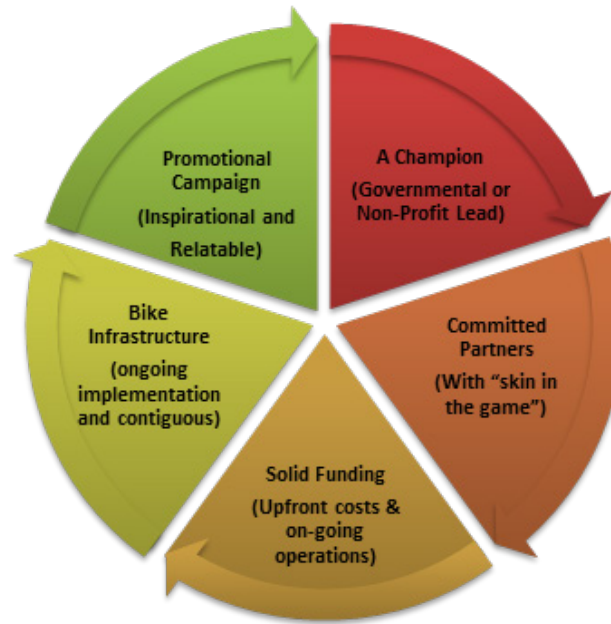 A Champion
(Governmental or
Non-Profit Lead)
Committed
Partners
(With “skin in
the game”)
Solid Funding
(Upfront costs &
on-going
operations)
Bike
Infrastructure
(ongoing
implementation
and contiguous)
Promotional
Campaign
(Inspirational and
Relatable)